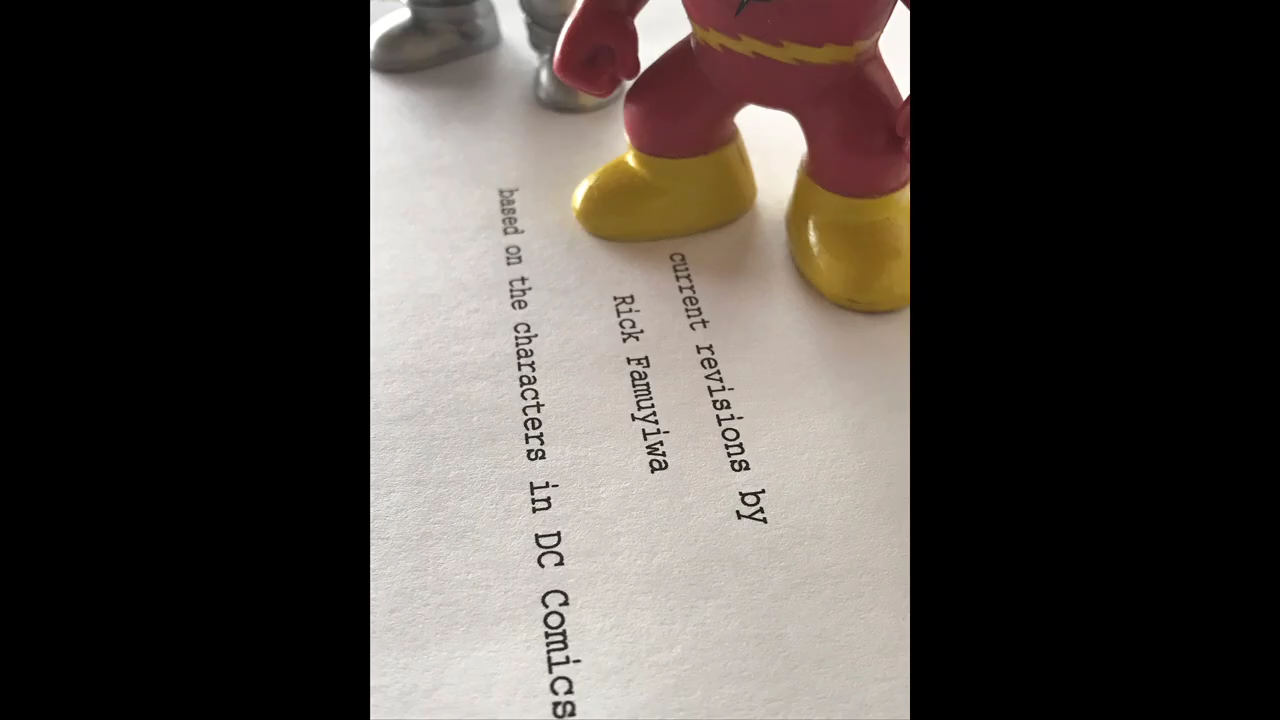 current revisions by
Rick Famuyiwa
based on the characters in DC Comics